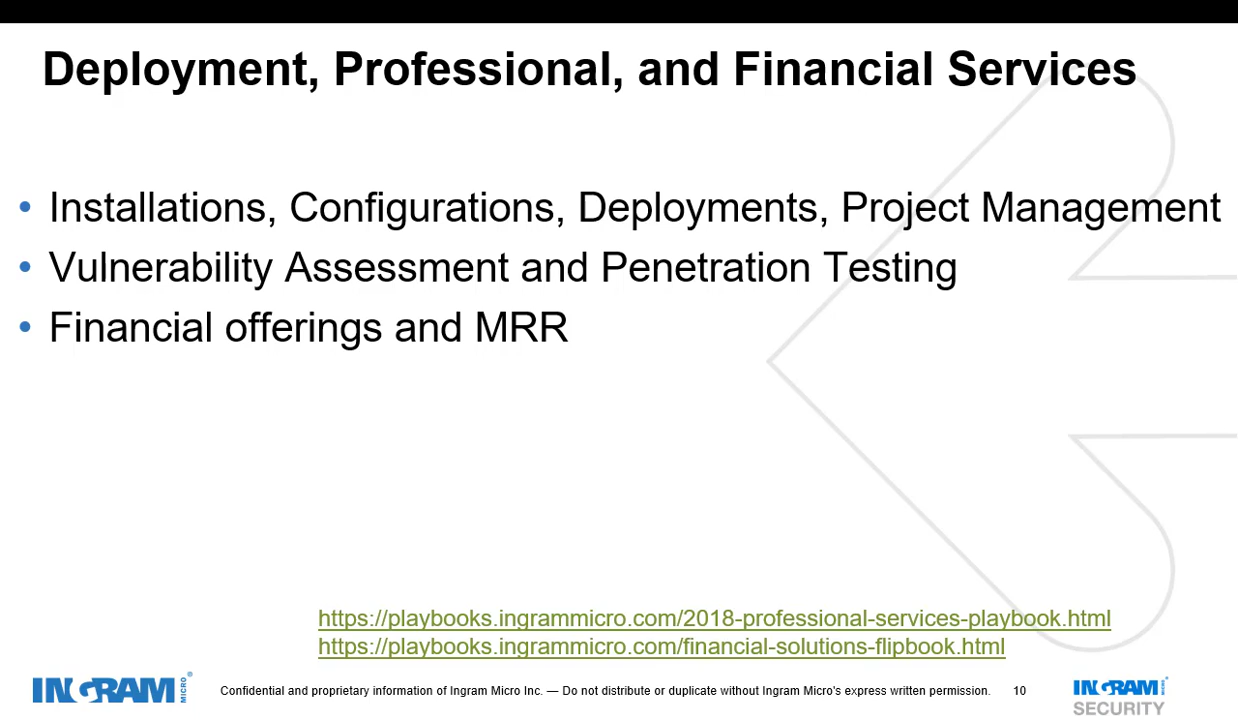 Deployment, Professional, and Financial Services
• Installations, Configurations, Deployments, Project Management
• Vulnerability Assessment and Penetration Testing
• Financial offerings and MRR
https://playbooks.ingrammicro.com/2018-professional-services-playbook.html
https://playbooks.ingrammicro.com/financial-solutions-flipbook.html
INGRAM MICRO®
Confidential and proprietary information of Ingram Micro Inc. — Do not distribute or duplicate without Ingram Micro's express written permission. 10
INGRAM MICRO®
SECURITY